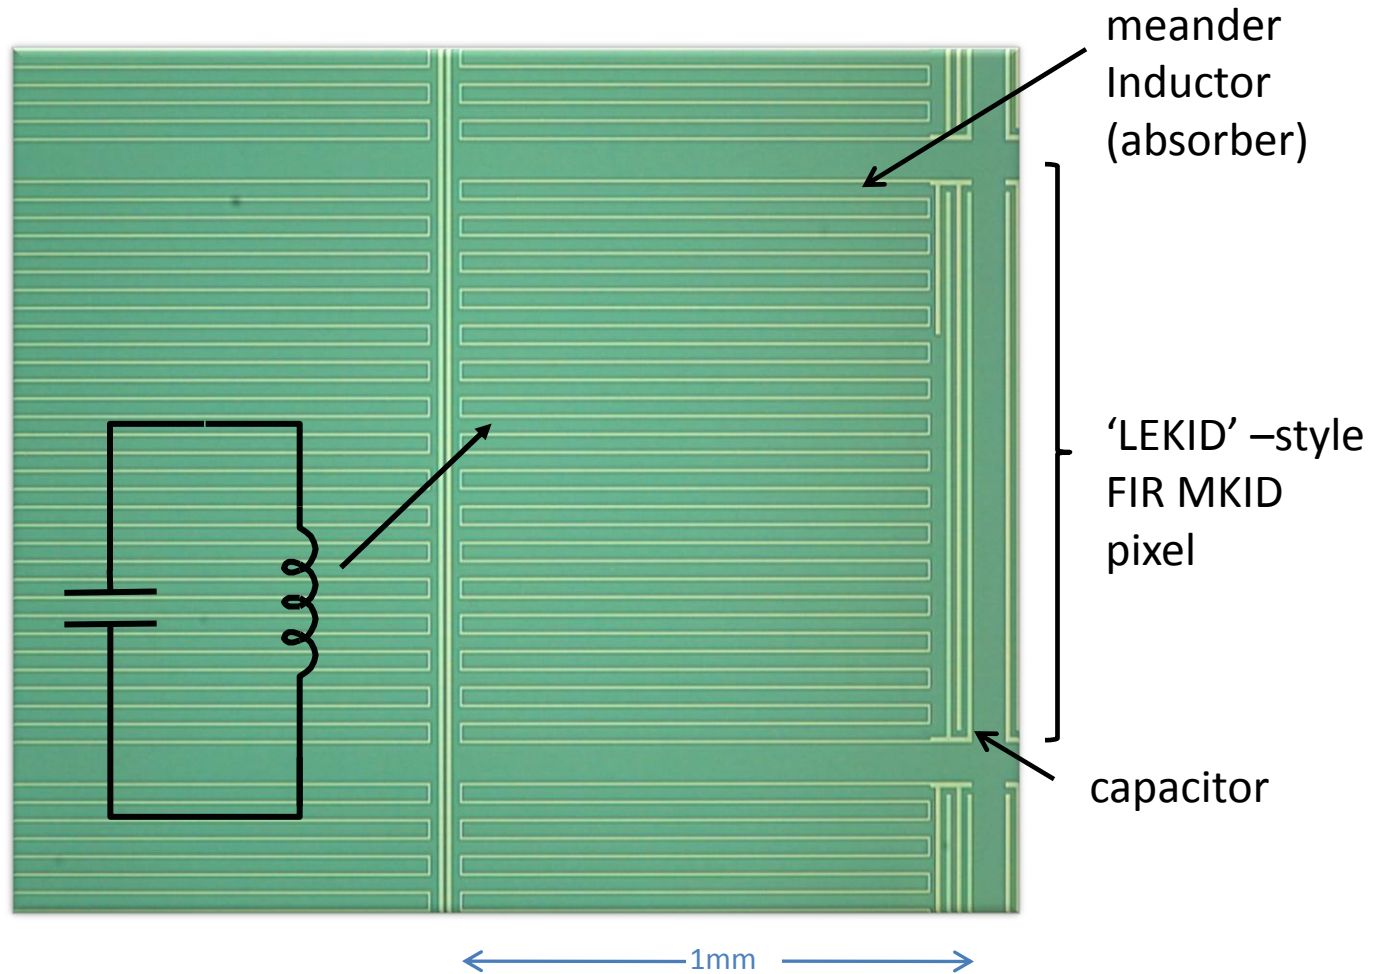 meander
Inductor
(absorber)
‘LEKID’ –style
FIR MKID
pixel
capacitor
1mm